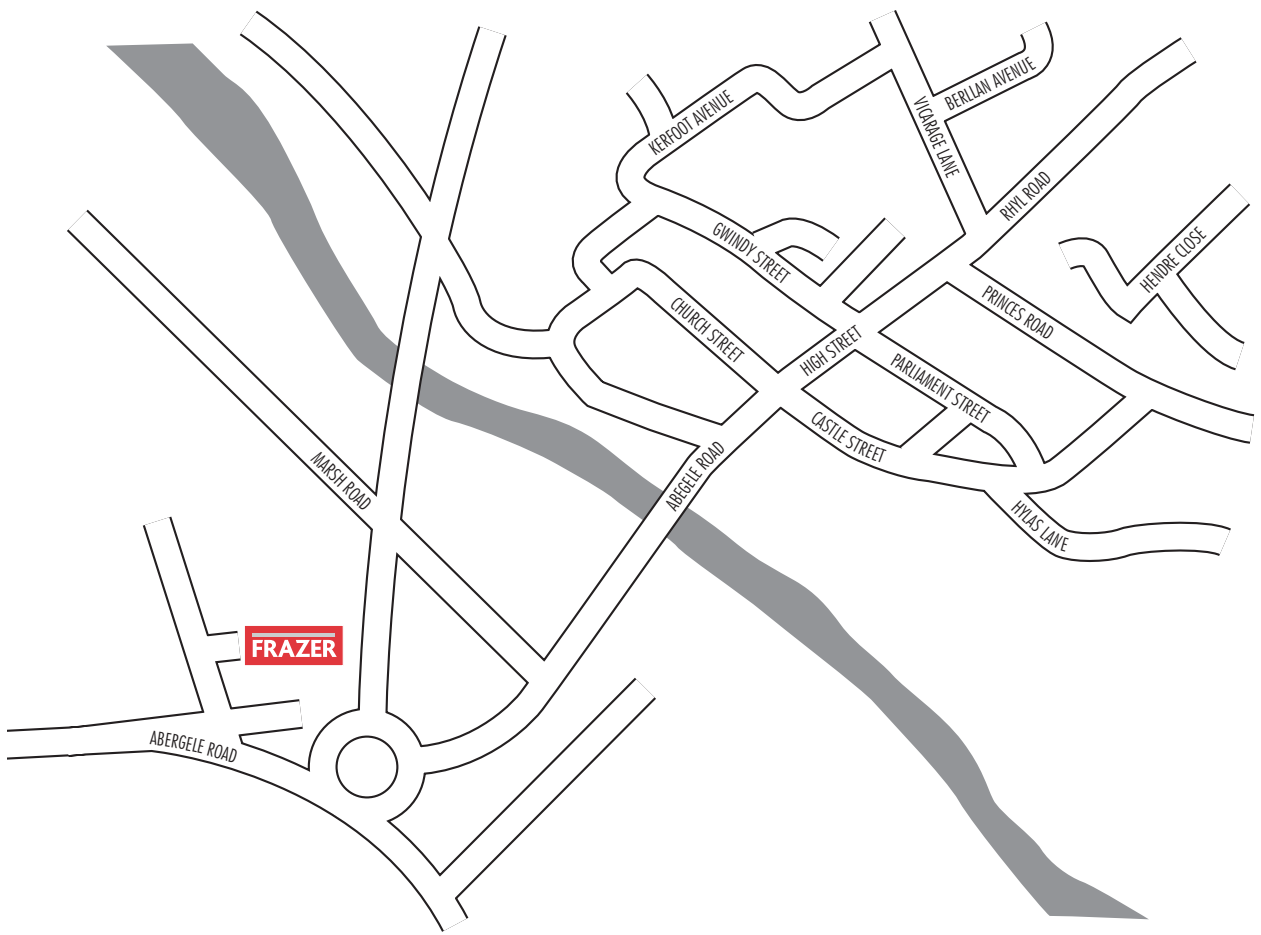 BERLLAN AVENUE
KERFOOT AVENUE
VICARAGE LANE
RHYL ROAD
GWINDY STREET
HENDRE CLOSE
CHURCH STREET
PRINCES ROAD
HIGH STREET
PARLIAMENT STREET
CASTLE STREET
ABEGELE ROAD
MARSH ROAD
HYLAS LANE
FRAZER
ABERGELE ROAD